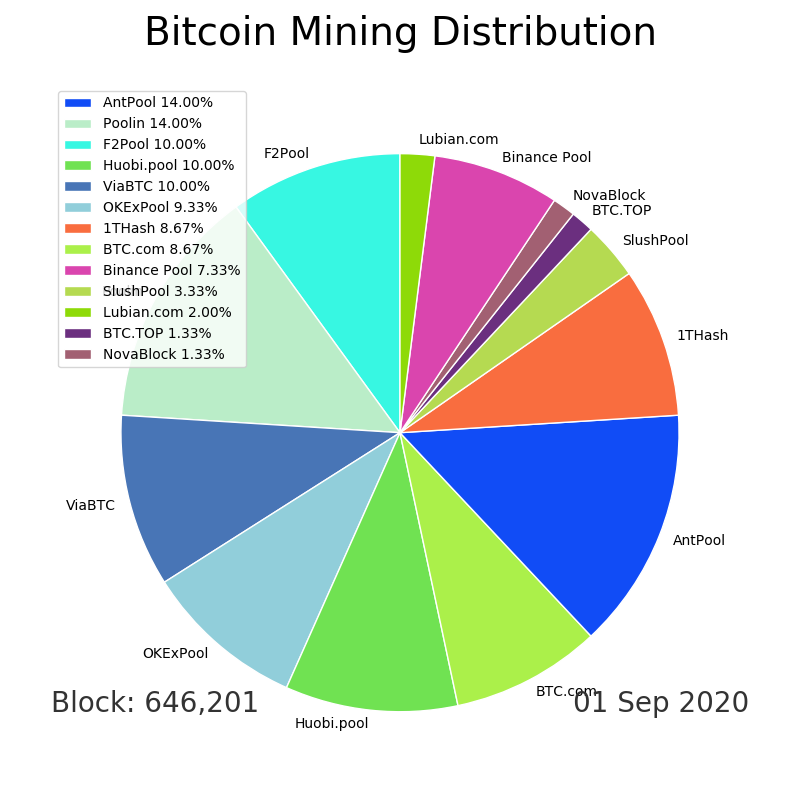 Bitcoin Mining Distribution
AntPool 14.00%
Poolin 14.00%
F2Pool 10.00%
Huobi.pool 10.00%
ViaBTC 10.00%
OKExPool 9.33%
1THash 8.67%
BTC.com 8.67%
Binance Pool 7.33%
SlushPool 3.33%
Lubian.com 2.00%
BTC.TOP 1.33%
NovaBlock 1.33%
Lubian.com
F2Pool
Binance Pool
NovaBlock
BTC.TOP
SlushPool
1THash
ViaBTC
AntPool
OKExPool
BTC.com
Huobi.pool
Block: 646,201
01 Sep 2020